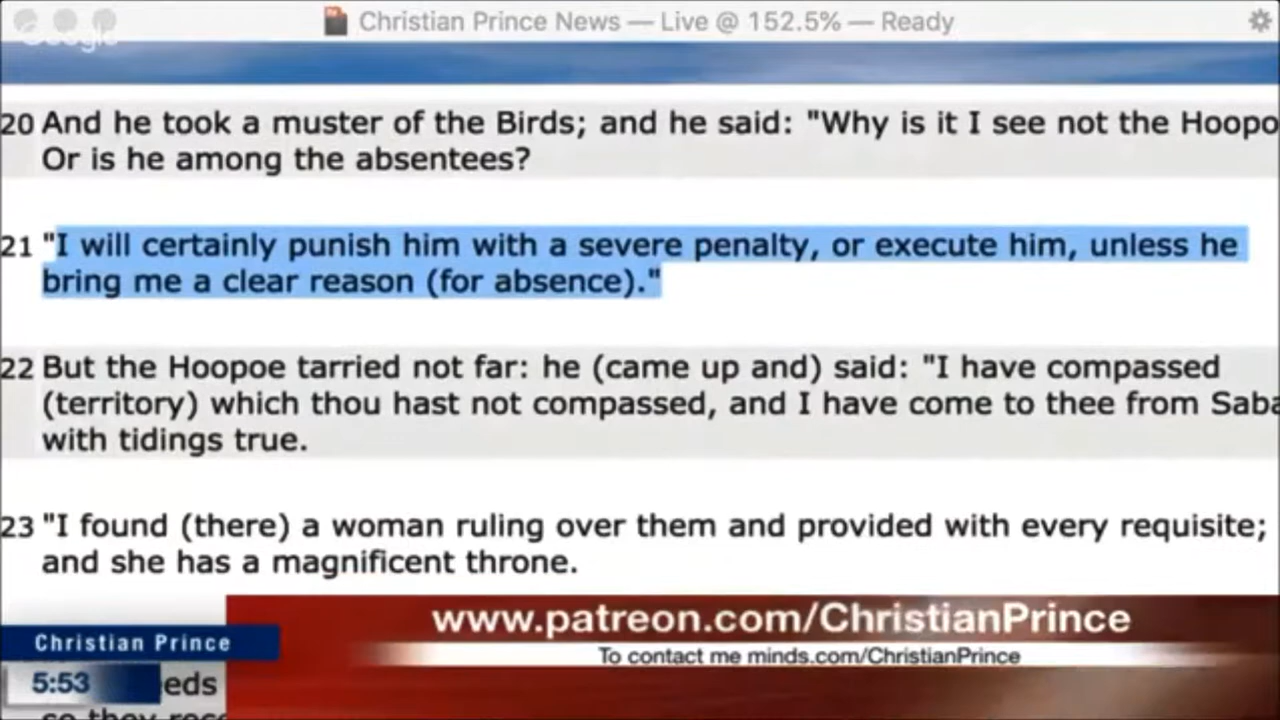 Christian Prince News — Live @ 152.5% — Ready
Google
20 And he took a muster of the Birds; and he said: "Why is it I see not the Hoopo
Or is he among the absentees?
21 "I will certainly punish him with a severe penalty, or execute him, unless he
bring me a clear reason (for absence)."
22 But the Hoopoe tarried not far: he (came up and) said: "I have compassed
(territory) which thou hast not compassed, and I have come to thee from Saba
with tidings true.
23 "I found (there) a woman ruling over them and provided with every requisite;
and she has a magnificent throne.
www.patreon.com/ChristianPrince
Christian Prince
To contact me minds.com/ChristianPrince
5:53
eds